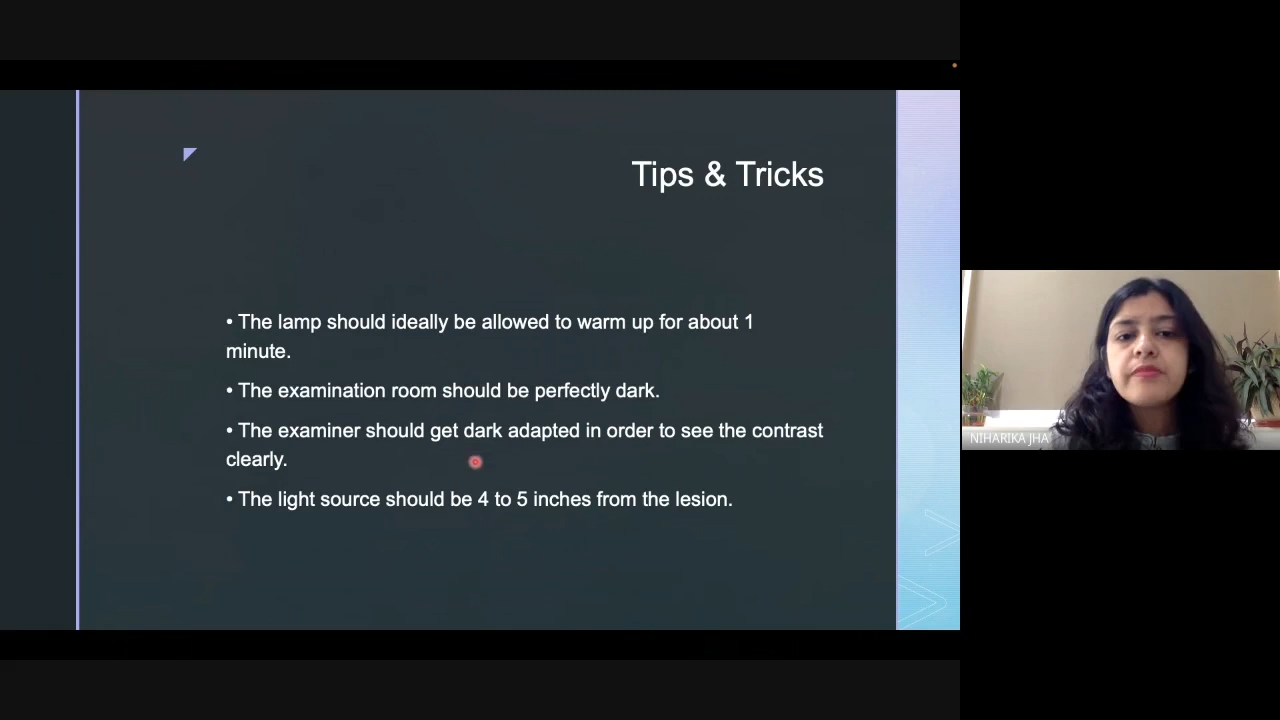 Tips & Tricks
• The lamp should ideally be allowed to warm up for about 1
minute.
• The examination room should be perfectly dark.
• The examiner should get dark adapted in order to see the contrast
clearly.
• The light source should be 4 to 5 inches from the lesion.
NIHARIKA JHA